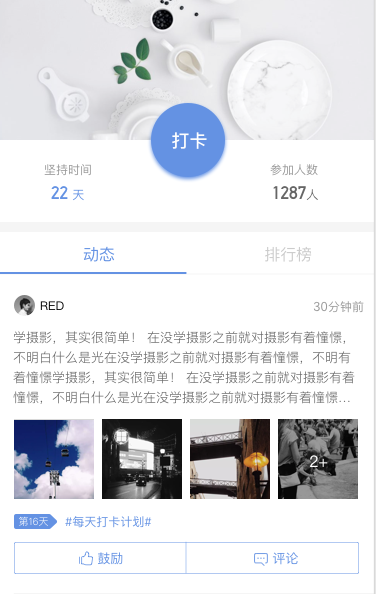 打卡
坚持时间
参加人数
22 天
1287人
动态
排行榜
RED
30分钟前
学摄影，其实很简单！ 在没学摄影之前就对摄影有着憧憬，
不明白什么是光在没学摄影之前就对摄影有着憧憬，不明有
着憧憬学摄影，其实很简单！ 在没学摄影之前就对摄影有着
憧憬，不明白什么是光在没学摄影之前就对摄影有着憧憬...
2+
第16天
#每天打卡计划#
鼓励
评论